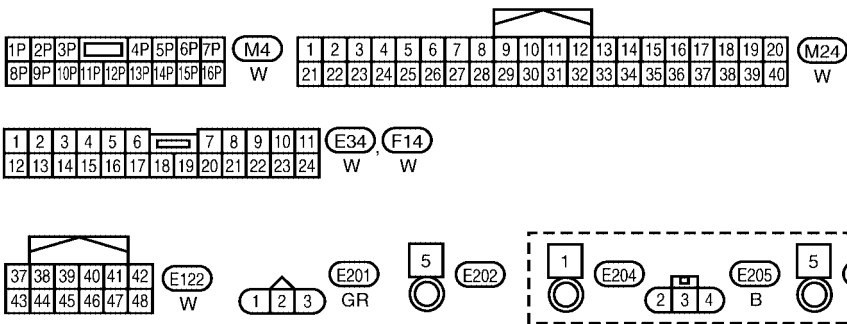 1P 2P 3P 4P 5P 6P 7P M4 1 2 3 4 5 6 7 8 9 10 11 12 13 14 15 16 17 18 19 20 M24
8P 9P 10P 11P 12P 13P 14P 15P 16P W 21 22 23 24 25 26 27 28 29 30 31 32 33 34 35 36 37 38 39 40 W
1 2 3 4 5 6 7 8 9 10 11 E34 , F14
12 13 14 15 16 17 18 19 20 21 22 23 24 W W
37 38 39 40 41 42 E122 E201 5 E202 1 E204 E205 5
43 44 45 46 47 48 W 1 2 3 GR 2 3 4 B